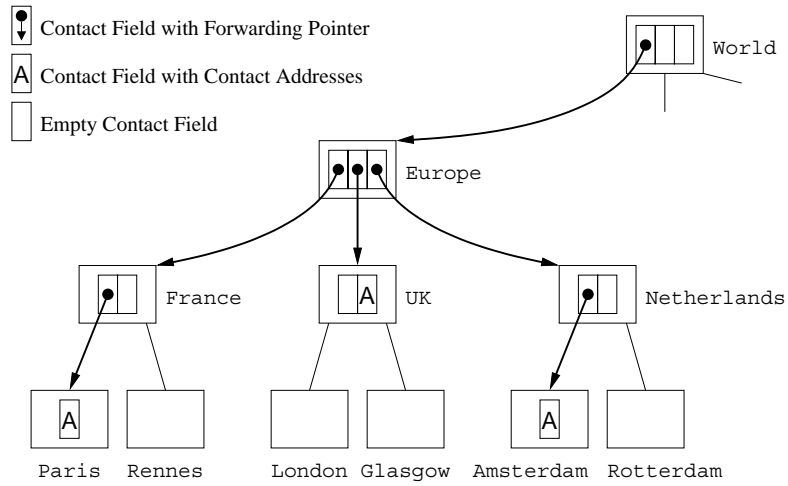 Contact Field with Forwarding Pointer
A Contact Field with Contact Addresses
Empty Contact Field
World
Europe
France
A
UK
Netherlands
A
A
Paris
Rennes
London
Glasgow
Amsterdam
Rotterdam